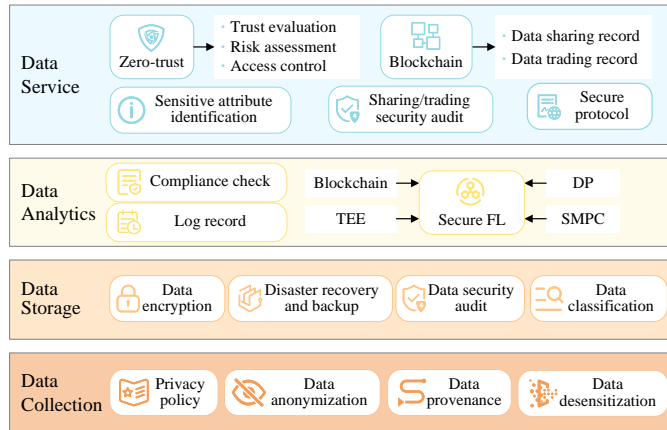 Data
Service
Zero-trust
· Trust evaluation
· Risk assessment
· Access control
Blockchain
· Data sharing record
· Data trading record
Sensitive attribute
identification
Sharing/trading
security audit
Secure
protocol
Data
Analytics
Compliance check
Log record
Blockchain
TEE
Secure FL
DP
SMPC
Data
Storage
Data
encryption
Disaster recovery
and backup
Data security
audit
Data
classification
Data
Collection
Privacy
policy
Data
anonymization
Data
provenance
Data
desensitization